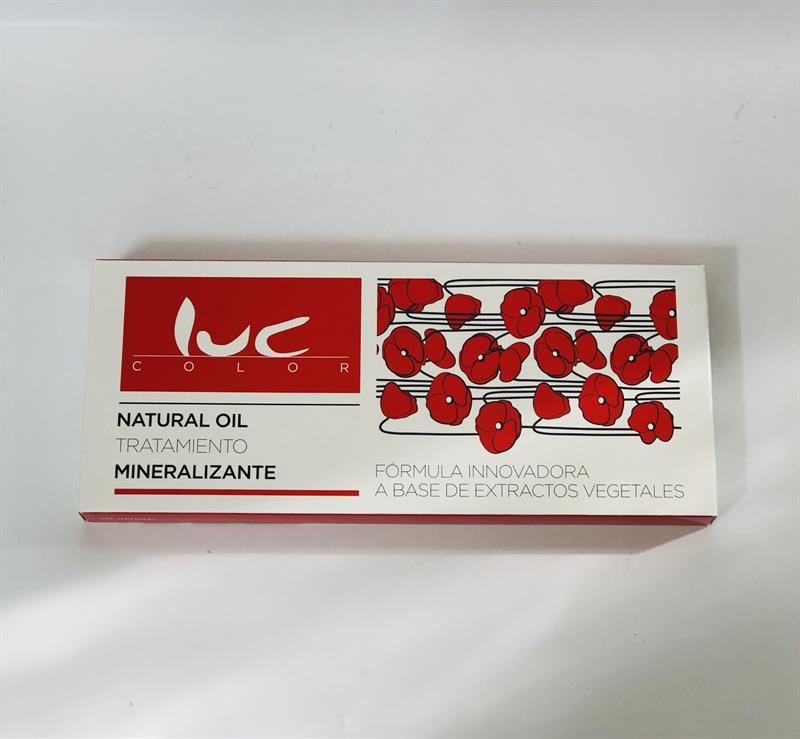 luc
COLOR
NATURAL OIL
TRATAMIENTO
MINERALIZANTE
FÓRMULA INNOVADORA
A BASE DE EXTRACTOS VEGETALES